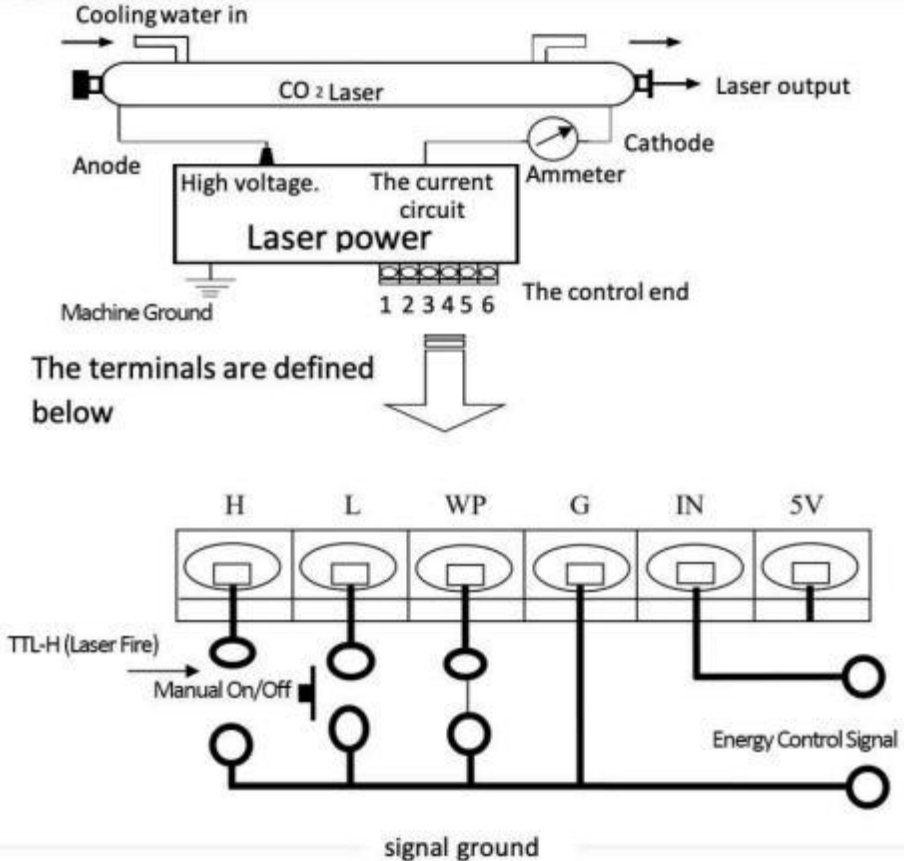 Cooling water in
CO 2 Laser
Laser output
Anode
Cathode
Ammeter
High voltage.
The current
circuit
Laser power
Machine Ground
1 2 3 4 5 6
The control end
The terminals are defined
below
H L WP G IN 5V
TTL-H (Laser Fire)
Manual On/Off
Energy Control Signal
signal ground